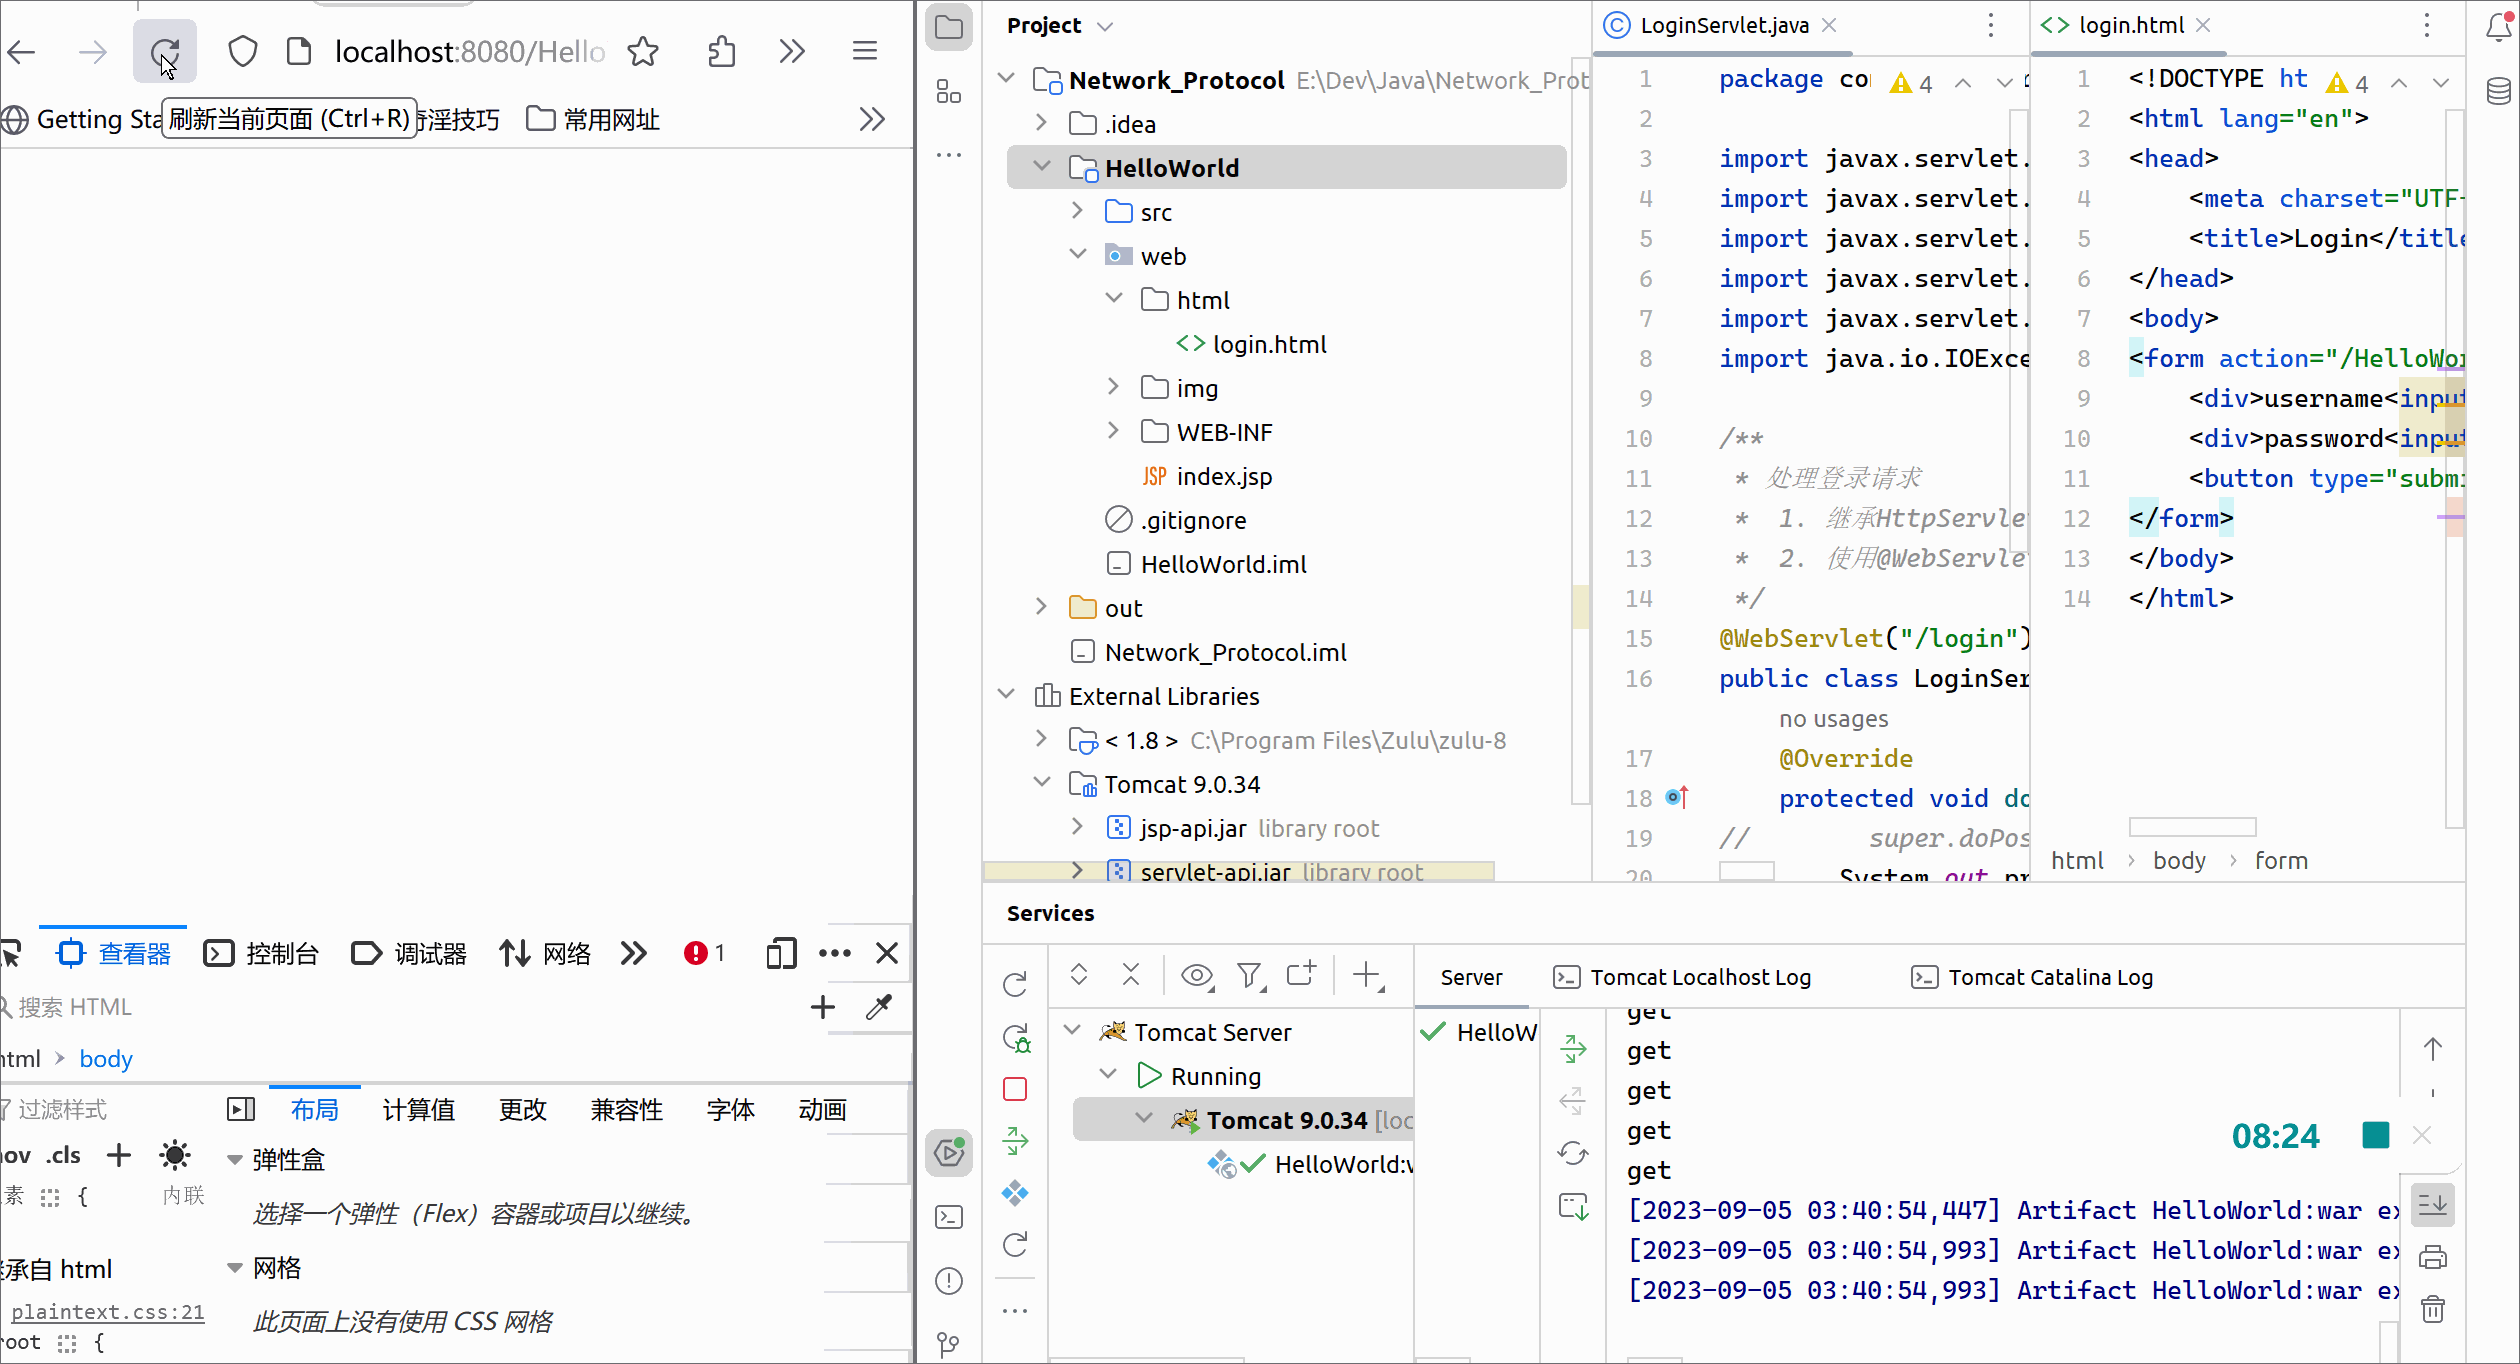 localhost:8080/Hello
Getting Sta
刷新当前页面 (Ctrl+R)
淫技巧
常用网址
查看器
控制台
调试器
网络
1
搜索 HTML
html
body
过滤样式
布局
计算值
更改
兼容性
字体
动画
.cls
弹性盒
素
{
内联
选择一个弹性（Flex）容器或项目以继续。
承自 html
网格
plaintext.css:21
此页面上没有使用 CSS 网格
root
{
Project
Network_Protocol E:\Dev\Java\Network_Prot
.idea
HelloWorld
src
web
html
login.html
img
WEB-INF
index.jsp
.gitignore
HelloWorld.iml
out
Network_Protocol.iml
External Libraries
< 1.8 > C:\Program Files\Zulu\zulu-8
Tomcat 9.0.34
jsp-api.jar library root
servlet-api.jar library root
LoginServlet.java
4
1 package co
2
3 import javax.servlet.
4 import javax.servlet.
5 import javax.servlet.
6 import javax.servlet.
7 import javax.servlet.
8 import java.io.IOExce
9
10 /**
11 * 处理登录请求
12 * 1. 继承HttpServle
13 * 2. 使用@WebServle
14 */
15 @WebServlet("/login")
16 public class LoginSer
no usages
17 @Override
18 protected void do
19 // super.doPos
20 System.out.pr
login.html
4
1 <!DOCTYPE ht
2 <html lang="en">
3 <head>
4 <meta charset="UTF-
5 <title>Login</title
6 </head>
7 <body>
8 <form action="/HelloWor
9 <div>username<input
10 <div>password<input
11 <button type="submi
12 </form>
13 </body>
14 </html>
html › body › form
Services
Server
Tomcat Localhost Log
Tomcat Catalina Log
Tomcat Server
Running
Tomcat 9.0.34 [loc
HelloWorld:w
HelloW
get
get
get
get
get
[2023-09-05 03:40:54,447] Artifact HelloWorld:war ex
[2023-09-05 03:40:54,993] Artifact HelloWorld:war ex
[2023-09-05 03:40:54,993] Artifact HelloWorld:war ex
08:24